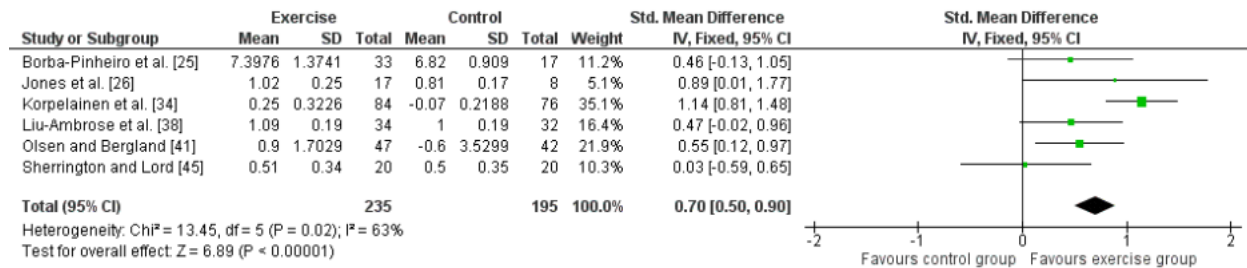 Exercise Control Std. Mean Difference Std. Mean Difference
Study or Subgroup Mean SD Total Mean SD Total Weight IV, Fixed, 95% CI IV, Fixed, 95% CI
Borba-Pinheiro et al. [25] 7.3976 1.3741 33 6.82 0.909 17 11.2% 0.46 [-0.13, 1.05]
Jones et al. [26] 1.02 0.25 17 0.81 0.17 8 5.1% 0.89 [0.01, 1.77]
Korpelainen et al. [34] 0.25 0.3226 84 -0.07 0.2188 76 35.1% 1.14 [0.81, 1.48]
Liu-Ambrose et al. [38] 1.09 0.19 34 1 0.19 32 16.4% 0.47 [-0.02, 0.96]
Olsen and Bergland [41] 0.9 1.7029 47 -0.6 3.5299 42 21.9% 0.55 [0.12, 0.97]
Sherrington and Lord [45] 0.51 0.34 20 0.5 0.35 20 10.3% 0.03 [-0.59, 0.65]
Total (95% CI) 235 195 100.0% 0.70 [0.50, 0.90]
Heterogeneity: Chi² = 13.45, df = 5 (P = 0.02); I² = 63%
Test for overall effect: Z = 6.89 (P < 0.00001)
-2 -1 0 1 2
Favours control group Favours exercise group